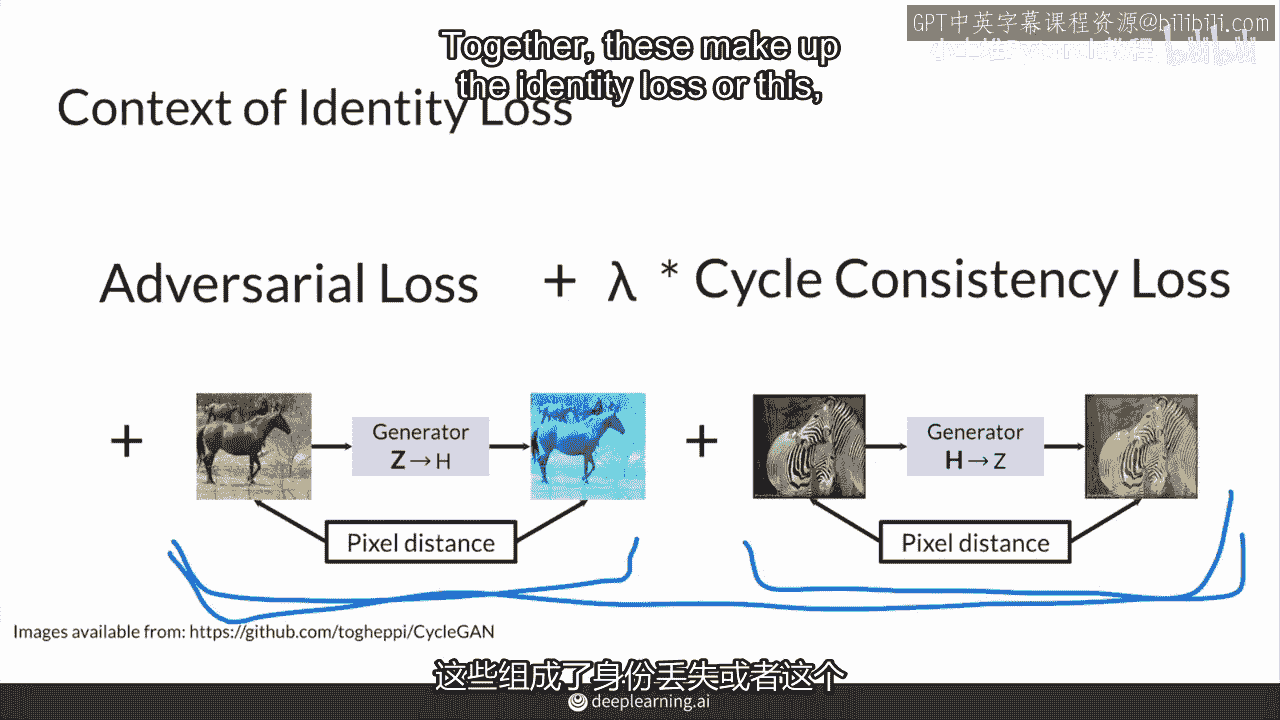 GPT中英字幕课程资源@bilibili.com
Together, these make up
the identity loss or this,
Context of Identity Loss
Adversarial Loss + λ * Cycle Consistency Loss
+ Generator + Generator
Z → H H → Z
Pixel distance Pixel distance
Images available from: https://github.com/togheppi/CycleGAN
这些组成了身份丢失或者这个
deeplearning.ai